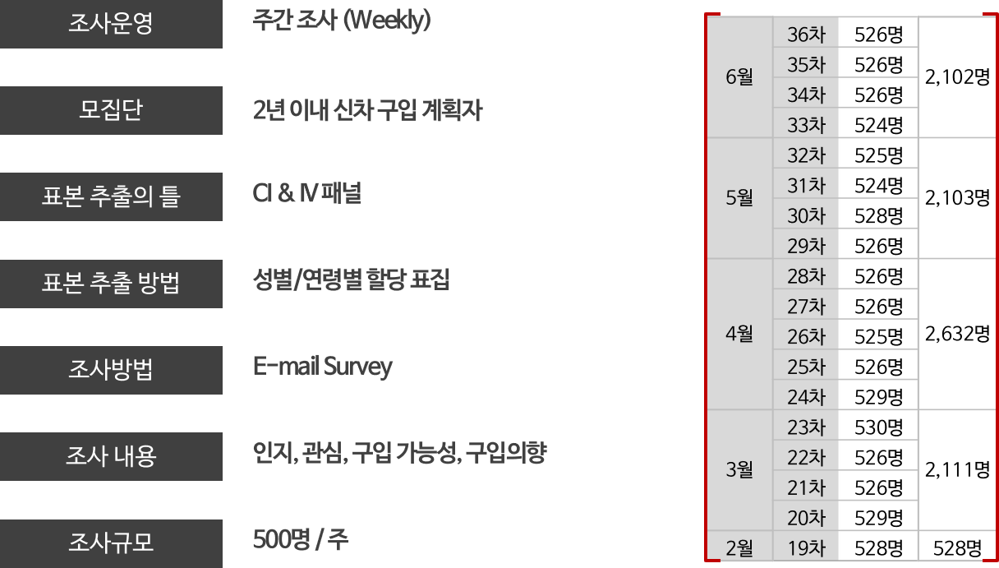 조사운영
주간 조사 (Weekly)
모집단
2년 이내 신차 구입 계획자
표본 추출의 틀
CI & IV 패널
표본 추출 방법
성별/연령별 할당 표집
조사방법
E-mail Survey
조사 내용
인지, 관심, 구입 가능성, 구입의향
조사규모
500명 / 주
6월
36차 526명
35차 526명
34차 526명
33차 524명
2,102명
5월
32차 525명
31차 524명
30차 528명
29차 526명
2,103명
4월
28차 526명
27차 526명
26차 525명
25차 526명
24차 529명
2,632명
3월
23차 530명
22차 526명
21차 526명
20차 529명
2,111명
2월 19차 528명 528명